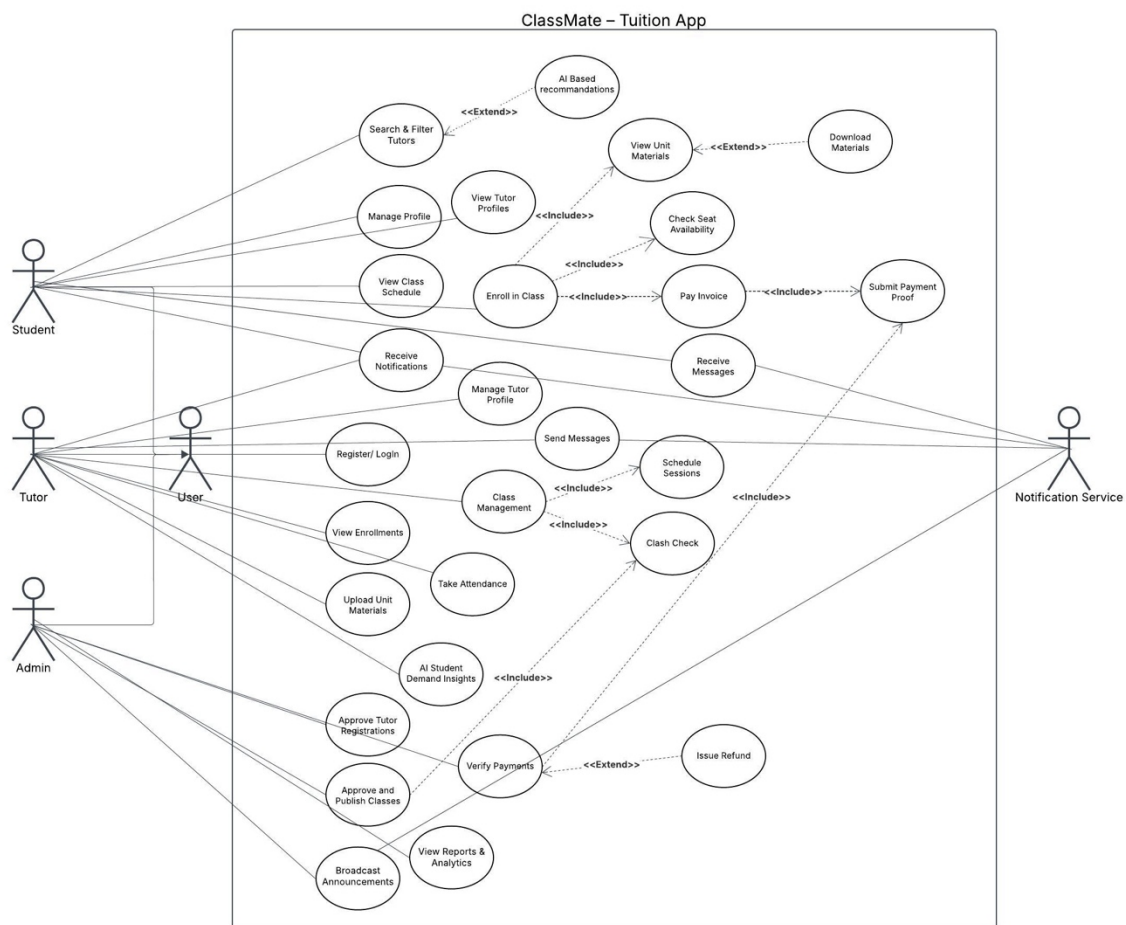 ClassMate – Tuition App
AI Based
recommandations
<<Extend>>
Search & Filter
Tutors
View Unit
Materials
<<Extend>>
Download
Materials
View Tutor
Profiles
Manage Profile
<<Include>>
Check Seat
Availability
<<Include>>
View Class
Schedule
Enroll in Class
<<Include>>
Pay Invoice
<<Include>>
Submit Payment
Proof
Student
Receive
Notifications
Receive
Messages
Manage Tutor
Profile
Send Messages
Register/ LogIn
Schedule
Sessions
<<Include>>
Tutor
User
Notification Service
Class
Management
<<Include>>
<<Include>>
View Enrollments
Clash Check
Take Attendance
Upload Unit
Materials
Admin
AI Student
Demand Insights
<<Include>>
Approve Tutor
Registrations
Verify Payments
<<Extend>>
Issue Refund
Approve and
Publish Classes
View Reports &
Analytics
Broadcast
Announcements